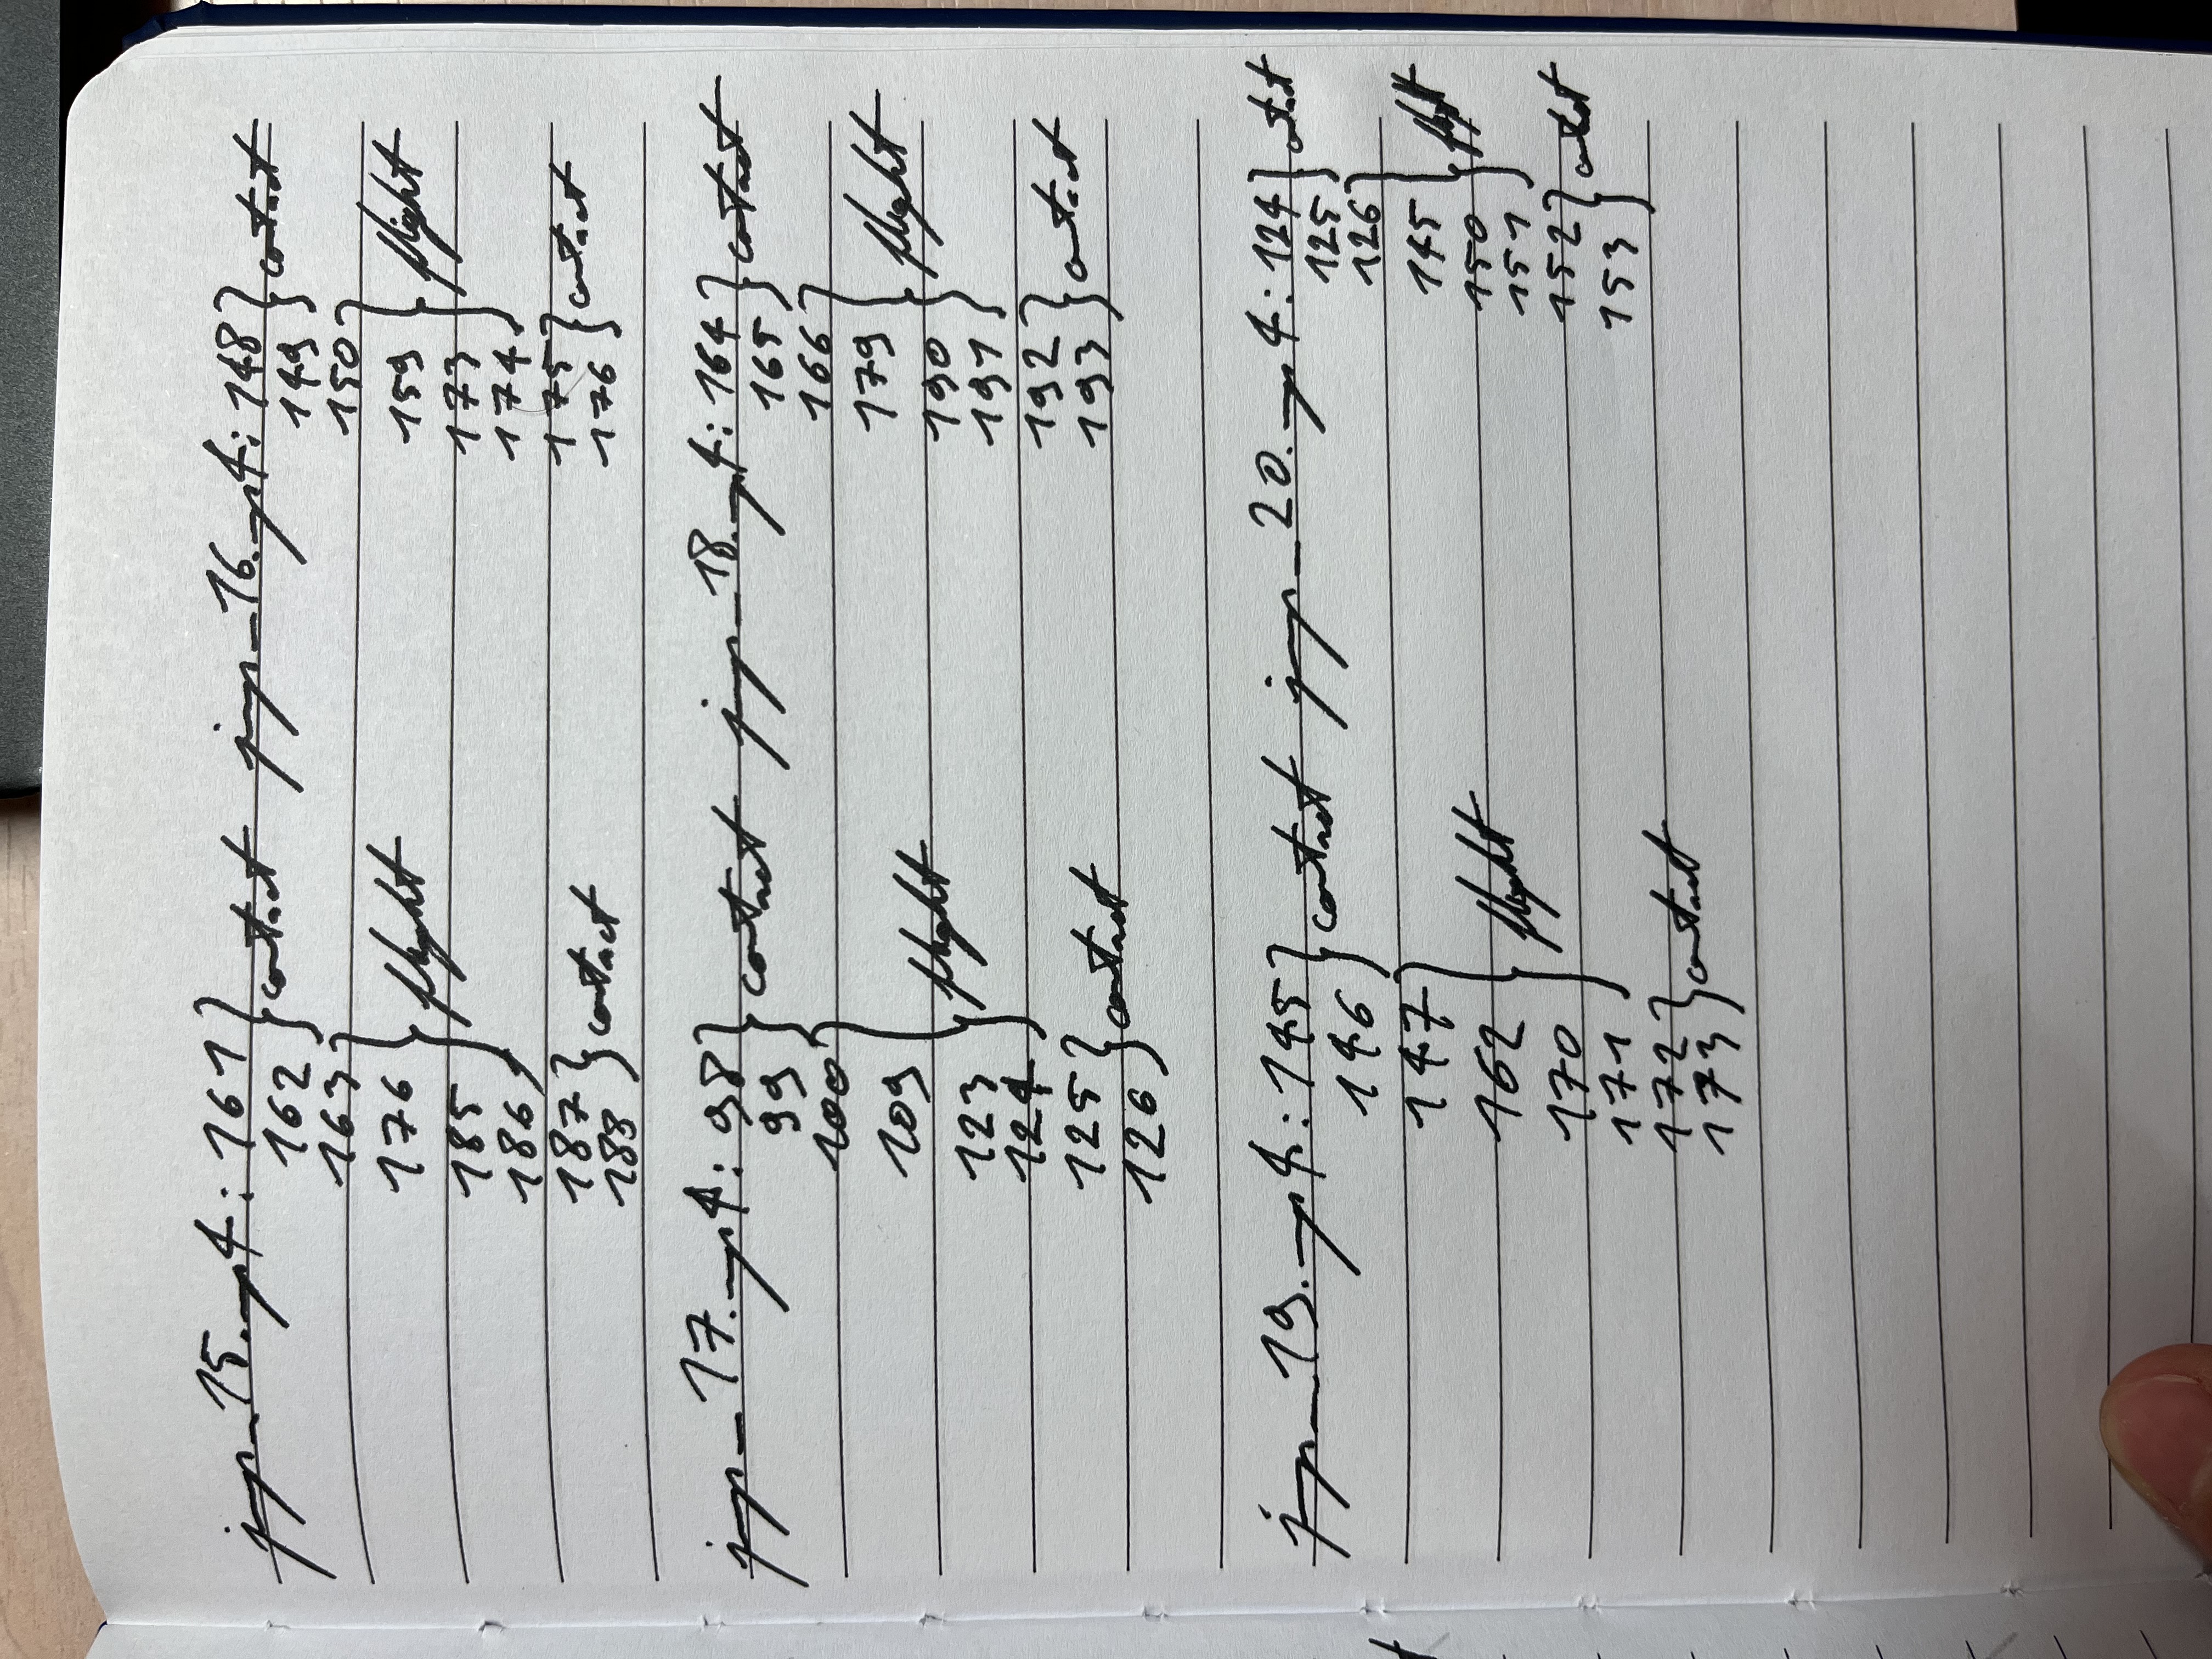 jump_15.mp4: 161 } contact
162
163 } flight
176
185
186
187 } contact
188
jump_16.mp4: 148 } contact
149
150 } flight
159
173
174
175 } contact
176
jump_17.mp4: 98 } contact
99
100 } flight
109
123
124
125 } contact
126
jump_18.mp4: 164 } contact
165
166 } flight
179
190
191
192 } contact
193
jump_19.mp4: 145 } contact
146
147 } flight
162
170
171
172 } contact
173
jump_20.mp4: 124 } contact
125
126 } flight
145
150
151
152 } contact
153